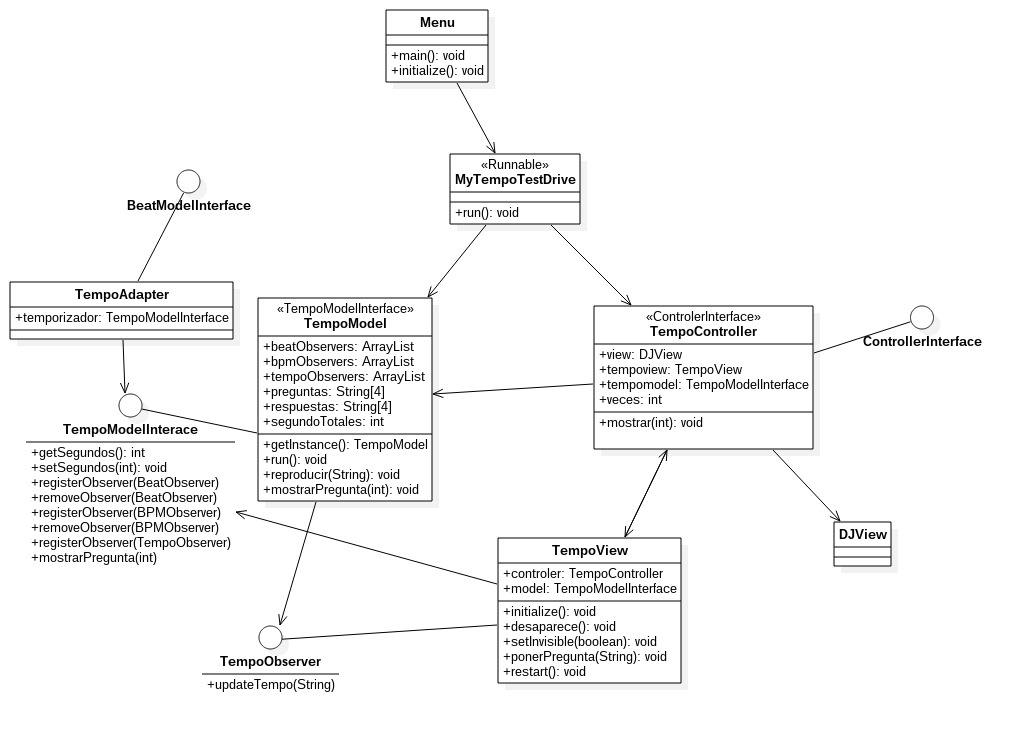 Menu
+main(): void
+initialize(): void
«Runnable»
MyTempoTestDrive
+run(): void
BeatModelInterface
TempoAdapter
+temporizador: TempoModelInterface
«TempoModelInterface»
TempoModel
+beatObservers: ArrayList
+bpmObservers: ArrayList
+tempoObservers: ArrayList
+preguntas: String[4]
+respuestas: String[4]
+segundoTotales: int
+getInstance(): TempoModel
+run(): void
+reproducir(String): void
+mostrarPregunta(int): void
«ControlerInterface»
TempoController
+view: DJView
+tempoview: TempoView
+tempomodel: TempoModelInterface
+veces: int
+mostrar(int): void
ControllerInterface
TempoModelInterace
+getSegundos(): int
+setSegundos(int): void
+registerObserver(BeatObserver)
+removeObserver(BeatObserver)
+registerObserver(BPMObserver)
+removeObserver(BPMObserver)
+registerObserver(TempoObserver)
+mostrarPregunta(int)
DJView
TempoView
+controler: TempoController
+model: TempoModelInterface
+initialize(): void
+desaparece(): void
+setInvisible(boolean): void
+ponerPregunta(String): void
+restart(): void
TempoObserver
+updateTempo(String)